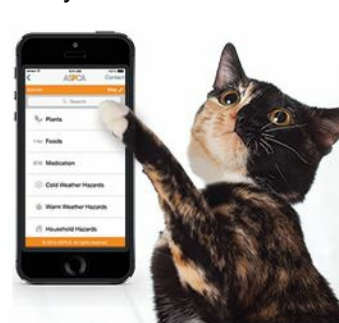 ASPCA
Contact
Search
Plants
Foods
Medication
Cold Weather Hazards
Warm Weather Hazards
Household Hazards